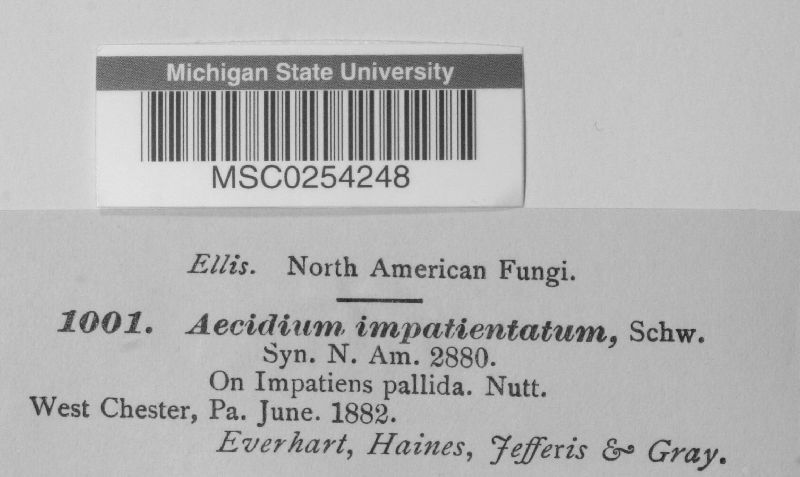 Michigan State University
MSC0254248
Ellis. North American Fungi.
1001. Aecidium impatientatum, Schw.
Syn. N. Am. 2880.
On Impatiens pallida. Nutt.
West Chester, Pa. June. 1882.
Everhart, Haines, Jefferis & Gray.